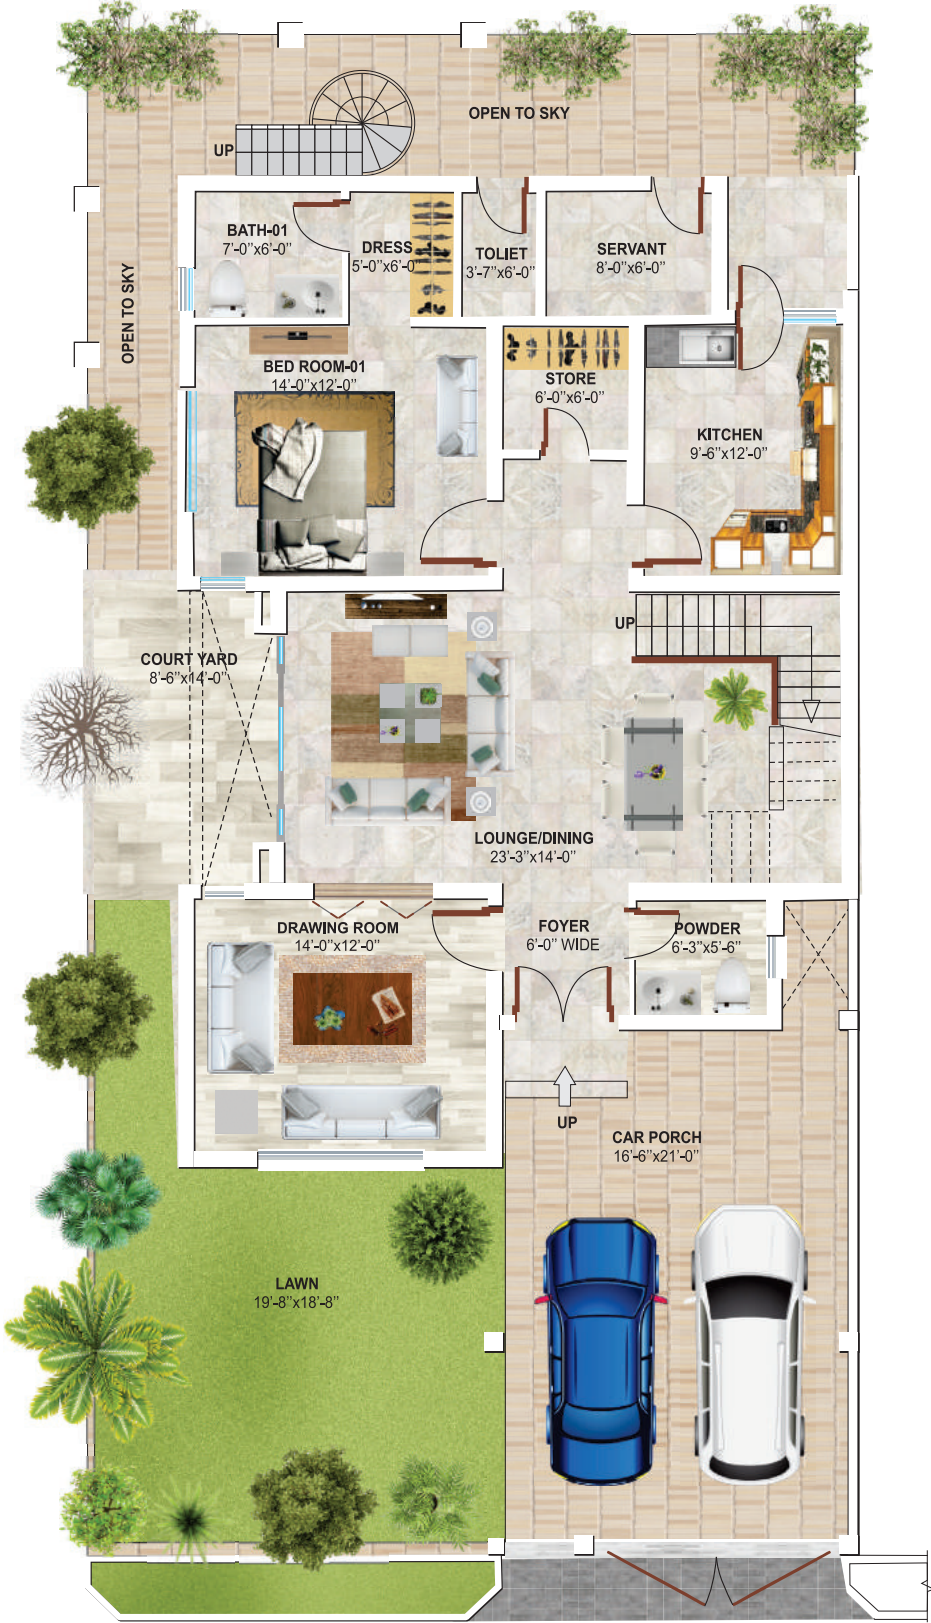 OPEN TO SKY
UP
BATH-01
7'-0"x6'-0"
DRESS
5'-0"x6'-0"
TOLIET
3'-7"x6'-0"
SERVANT
8'-0"x6'-0"
OPEN TO SKY
BED ROOM-01
14'-0"x12'-0"
STORE
6'-0"x6'-0"
KITCHEN
9'-6"x12'-0"
UP
COURT YARD
8'-6"x14'-0"
LOUNGE/DINING
23'-3"x14'-0"
DRAWING ROOM
14'-0"x12'-0"
FOYER
6'-0" WIDE
POWDER
6'-3"x5'-6"
UP
CAR PORCH
16'-6"x21'-0"
LAWN
19'-8"x18'-8"